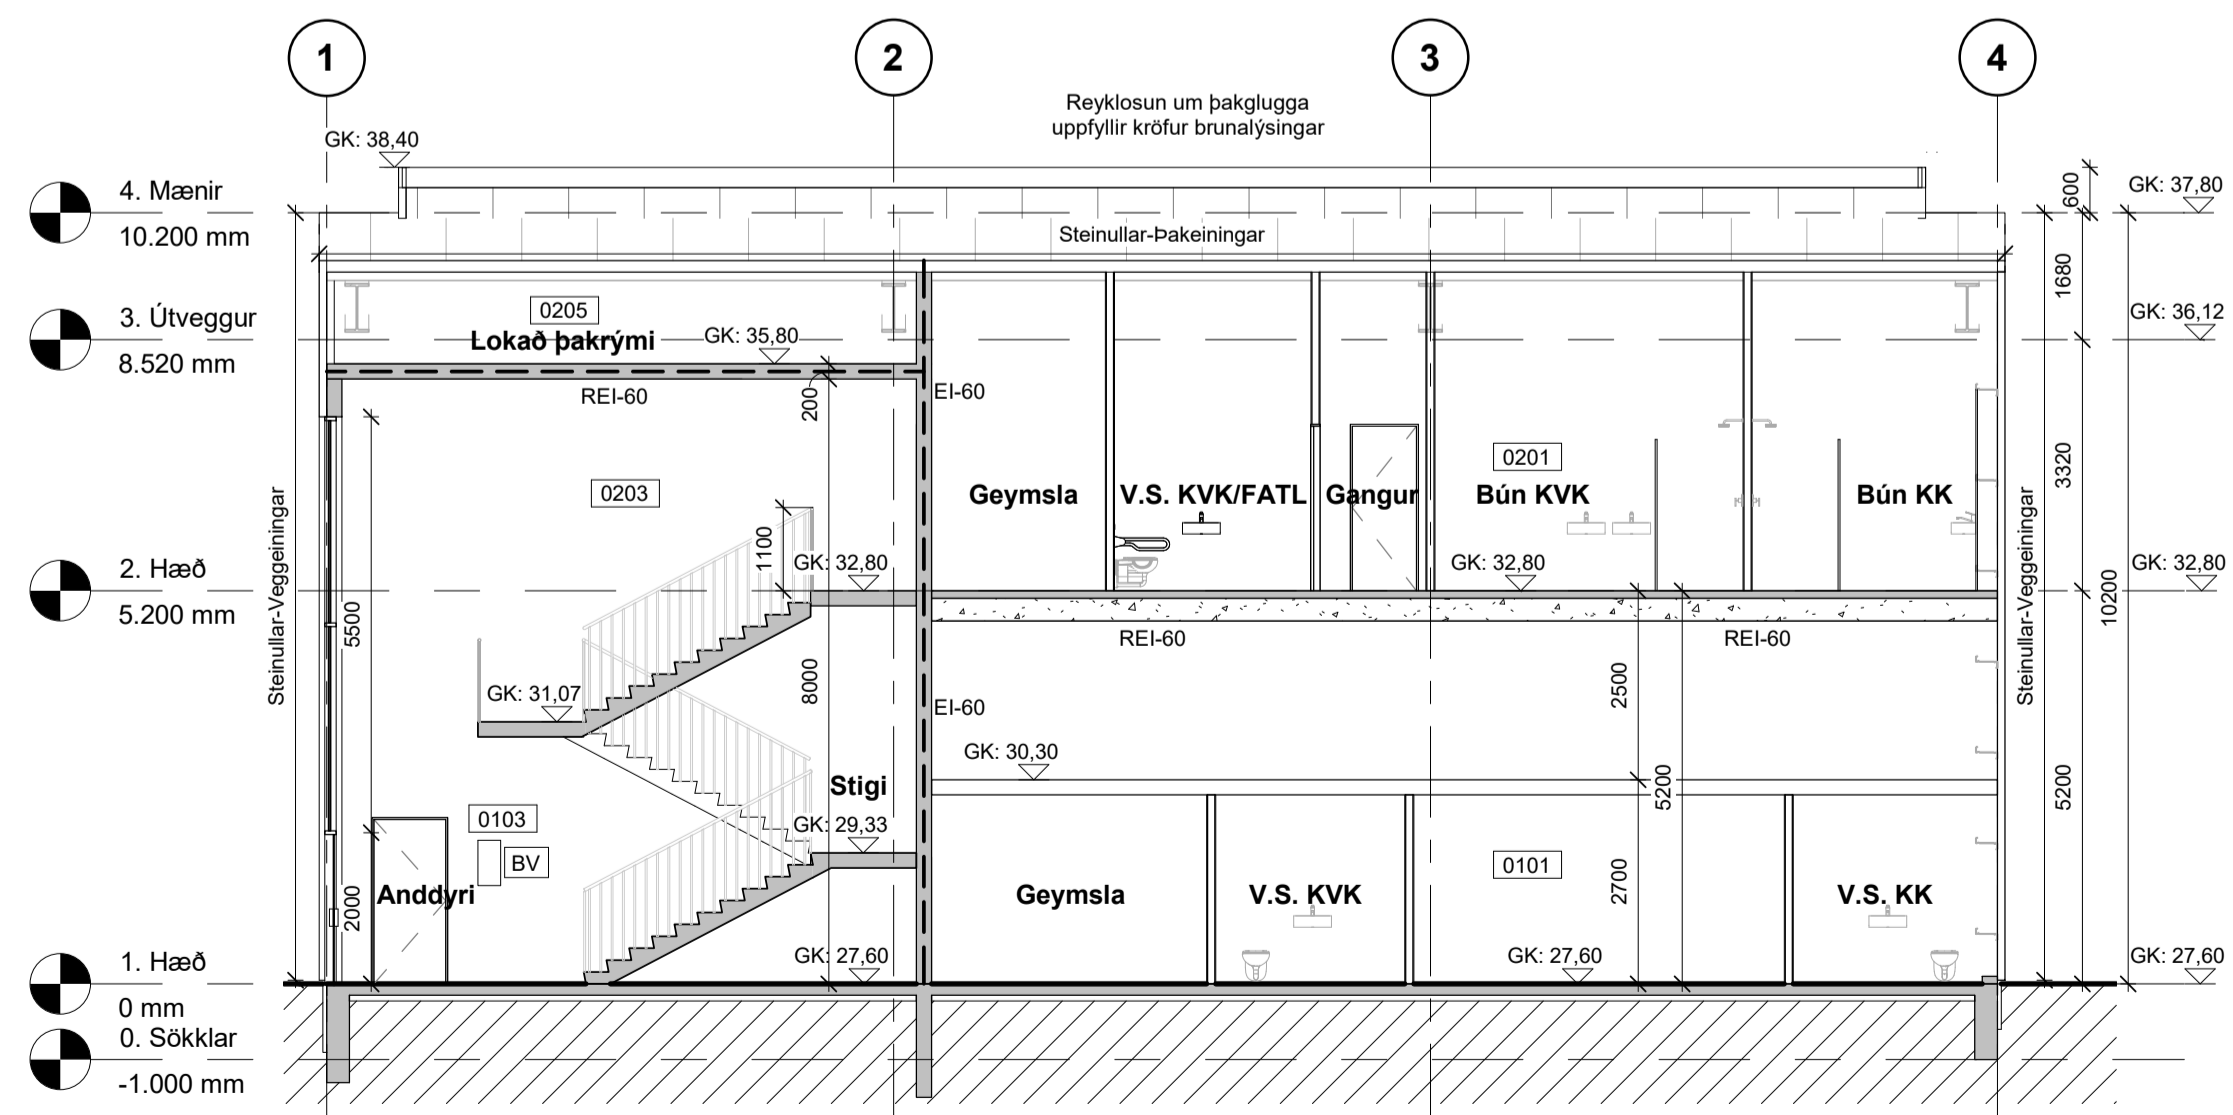 1
2
3
4
Reyklosun um þakglugga
uppfyllir kröfur brunalýsingar
GK: 38,40
4. Mænir
10.200 mm
600
GK: 37,80
Steinullar-Þakeiningar
1680
3. Útveggur
8.520 mm
0205
Lokað þakrými
GK: 35,80
GK: 36,12
REI-60
200
EI-60
0203
0201
Geymsla
V.S. KVK/FATL
Gangur
Bún KVK
Bún KK
3320
1100
Steinullar-Veggeiningar
Steinullar-Veggeiningar
2. Hæð
5.200 mm
GK: 32,80
GK: 32,80
GK: 32,80
10200
5500
REI-60
REI-60
8000
2500
GK: 31,07
EI-60
GK: 30,30
Stigi
5200
5200
0103
BV
GK: 29,33
0101
2000
Anddyri
Geymsla
V.S. KVK
2700
V.S. KK
1. Hæð
0 mm
GK: 27,60
GK: 27,60
GK: 27,60
0. Sökklar
-1.000 mm